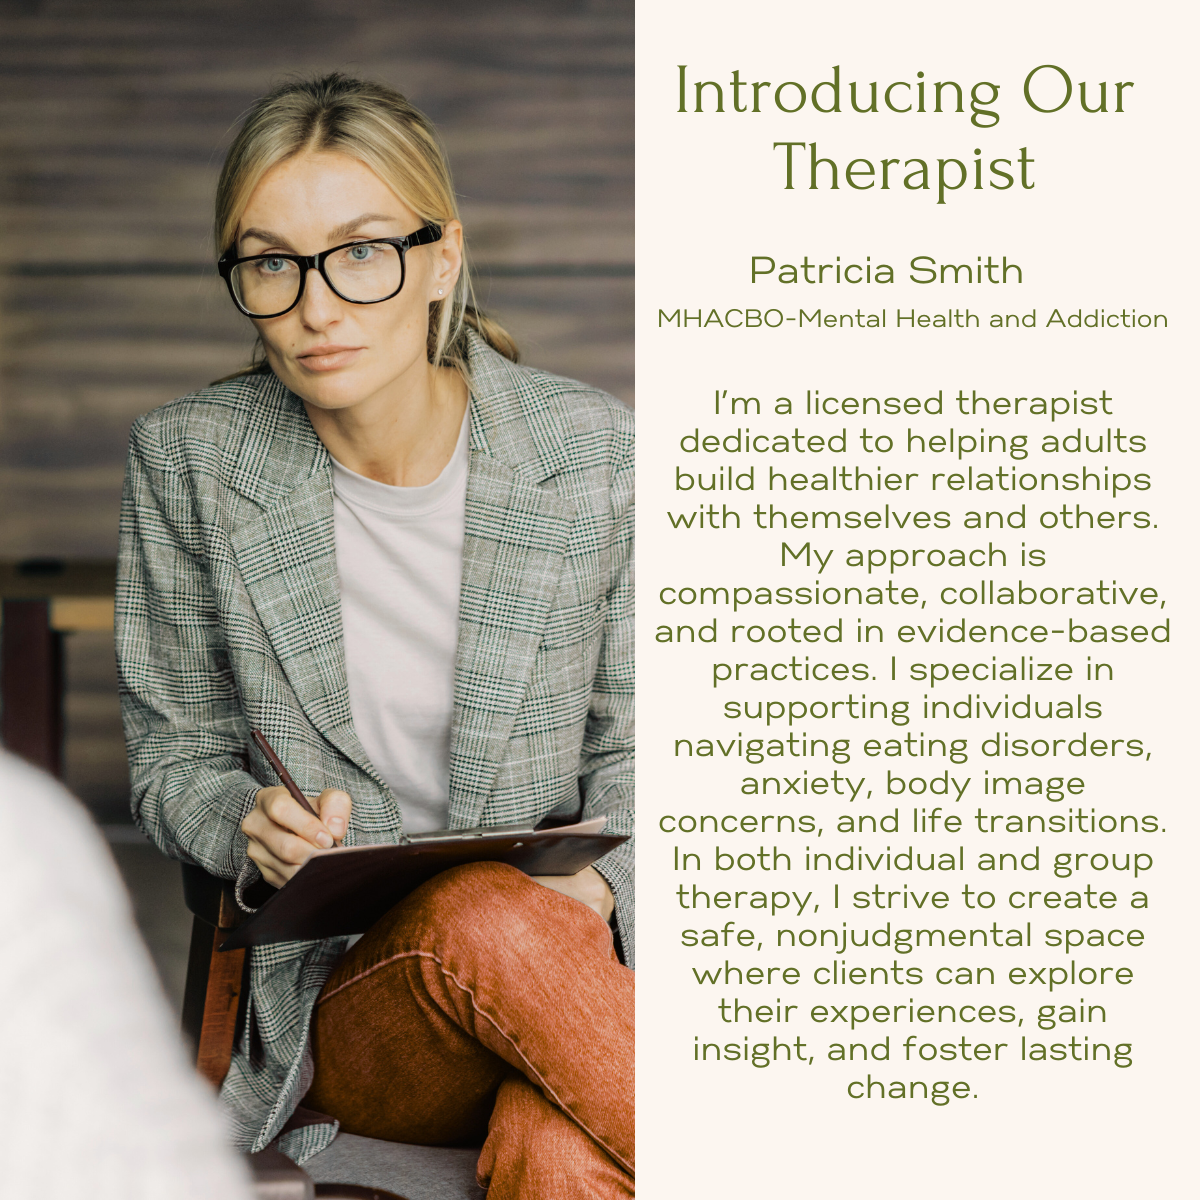 Introducing Our
Therapist
Patricia Smith
MHACBO-Mental Health and Addiction
I'm a licensed therapist
dedicated to helping adults
build healthier relationships
with themselves and others.
My approach is
compassionate, collaborative,
and rooted in evidence-based
practices. I specialize in
supporting individuals
navigating eating disorders,
anxiety, body image
concerns, and life transitions.
In both individual and group
therapy, I strive to create a
safe, nonjudgmental space
where clients can explore
their experiences, gain
insight, and foster lasting
change.